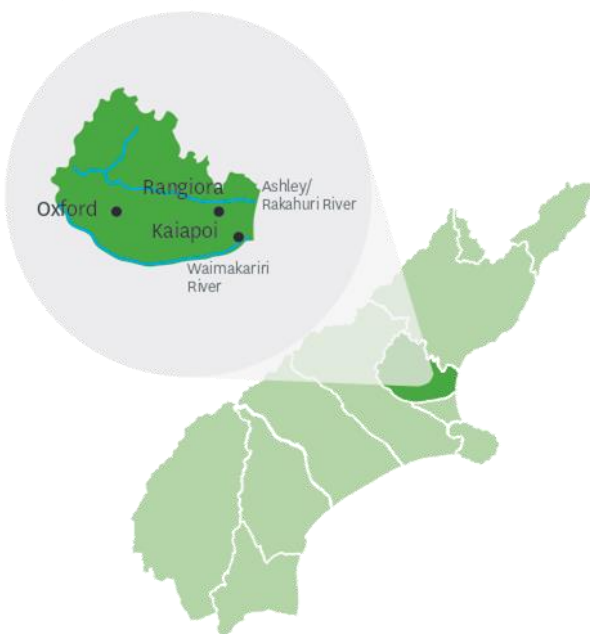 Rangiora
Ashley/
Rakahuri River
Oxford
Kaiapoi
Waimakariri
River